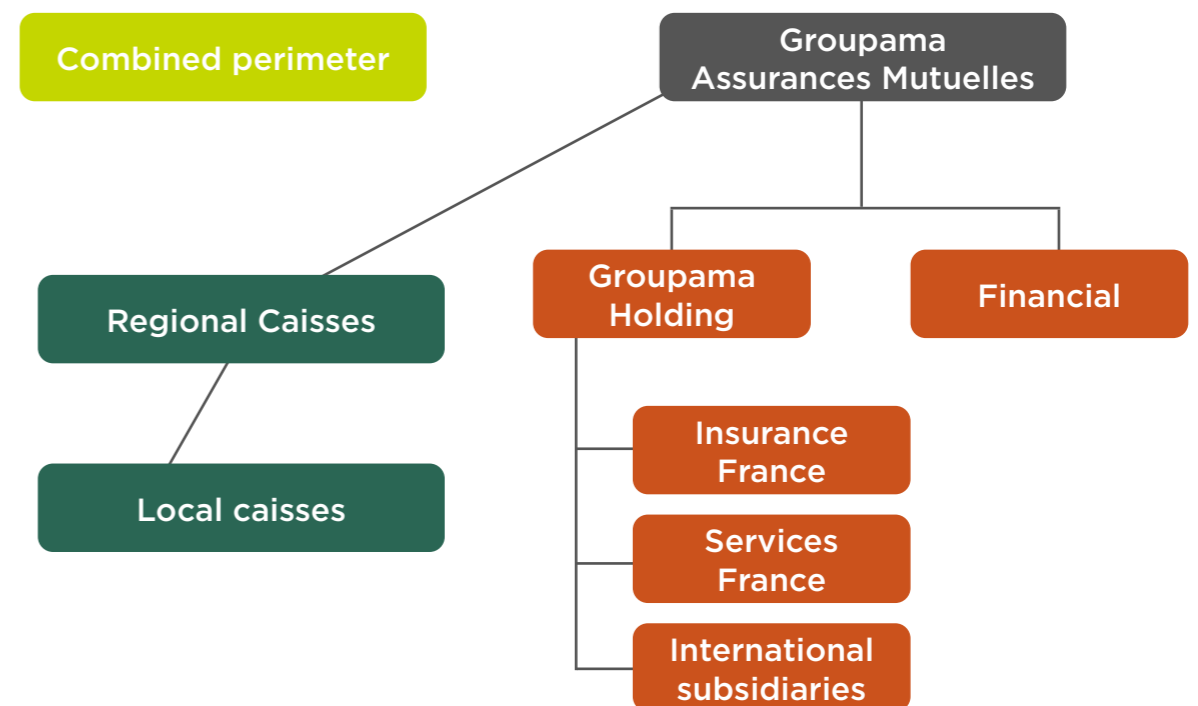 Combined perimeter
Groupama
Assurances Mutuelles
Regional Caisses
Local caisses
Groupama
Holding
Financial
Insurance
France
Services
France
International
subsidiaries